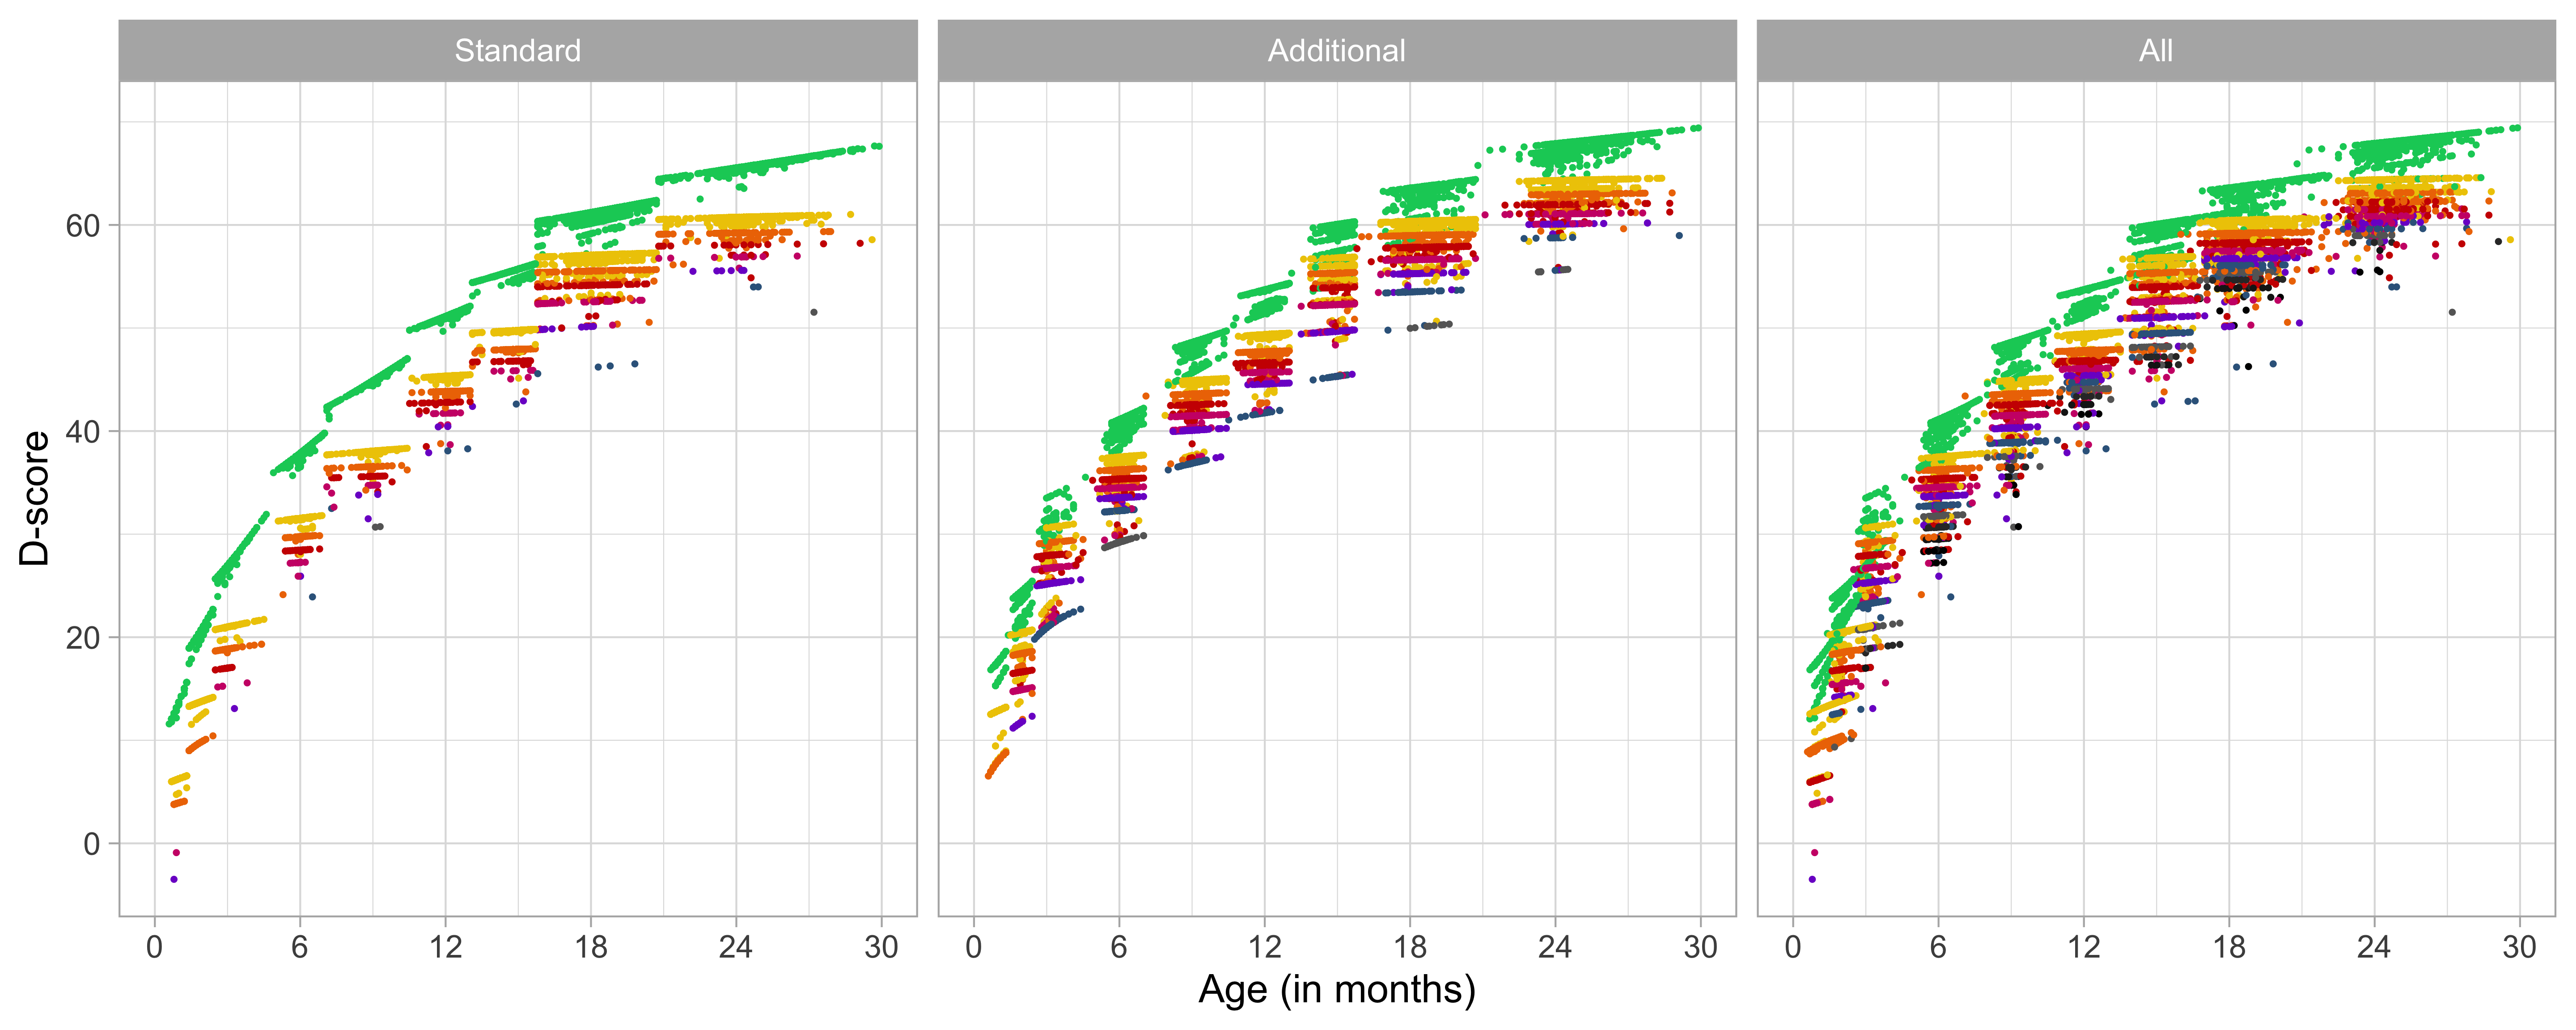 Standard Additional All
D-score
60
40
20
0
0 6 12 18 24 30 0 6 12 18 24 30 0 6 12 18 24 30
Age (in months)